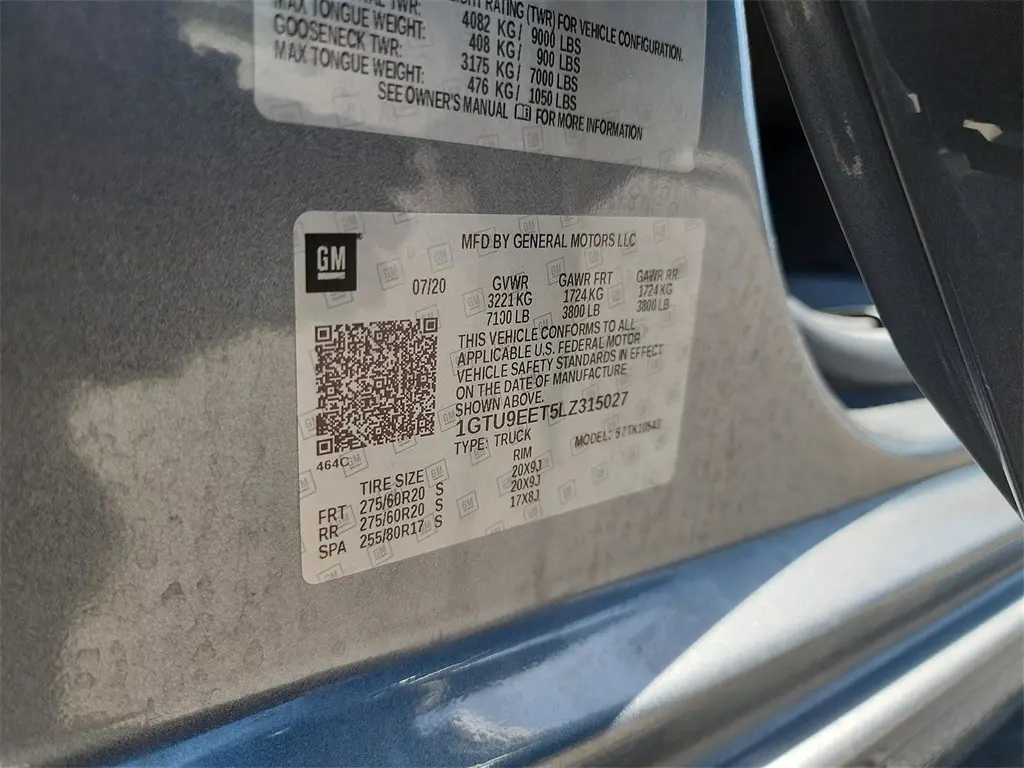 TWR: RATING (TWR) FOR VEHICLE CONFIGURATION.
MAX TONGUE WEIGHT: 4082 KG/ 9000 LBS
GOOSENECK TWR: 408 KG/ 900 LBS
MAX TONGUE WEIGHT: 3175 KG/ 7000 LBS
476 KG/ 1050 LBS
SEE OWNER'S MANUAL FOR MORE INFORMATION
GM
MFD BY GENERAL MOTORS LLC
07/20 GVWR GAWR FRT GAWR RR
3221 KG 1724 KG 1724 KG
7100 LB 3800 LB 3800 LB
THIS VEHICLE CONFORMS TO ALL
APPLICABLE U.S. FEDERAL MOTOR
VEHICLE SAFETY STANDARDS IN EFFECT
ON THE DATE OF MANUFACTURE
SHOWN ABOVE.
1GTU9EET5LZ315027
TYPE: TRUCK MODEL:
464C
TIRE SIZE RIM
FRT 275/60R20 S 20X9J
RR 275/60R20 S 20X9J
SPA 255/80R17 S 17X8J